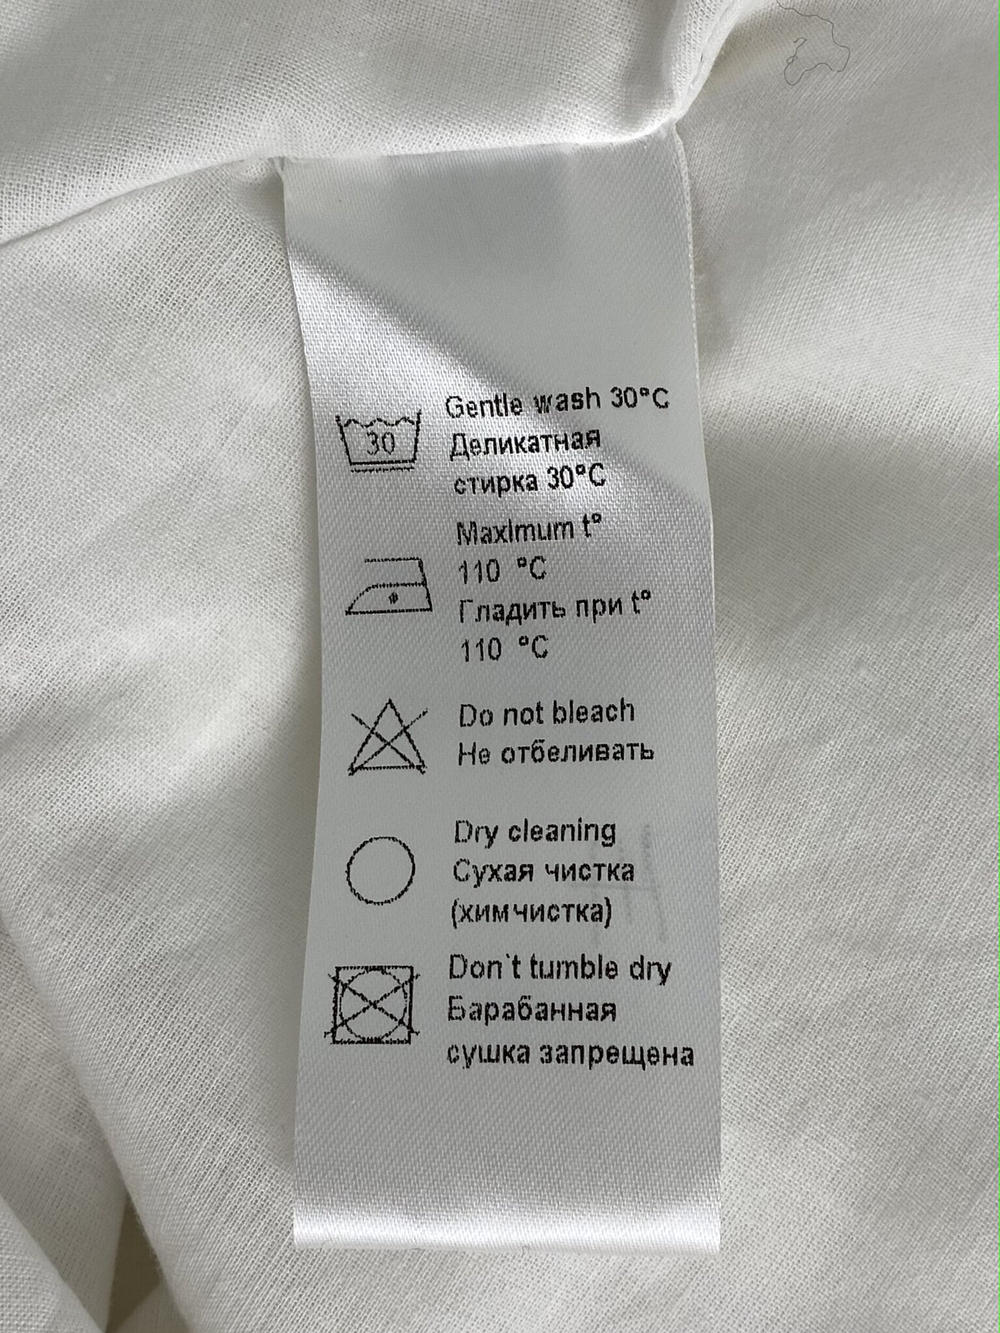 30
Gentle wash 30°C
Деликатная
стирка 30°C
Maximum t°
110 °C
Гладить при t°
110 °C
Do not bleach
Не отбеливать
Dry cleaning
Сухая чистка
(химчистка)
Don`t tumble dry
Барабанная
сушка запрещена